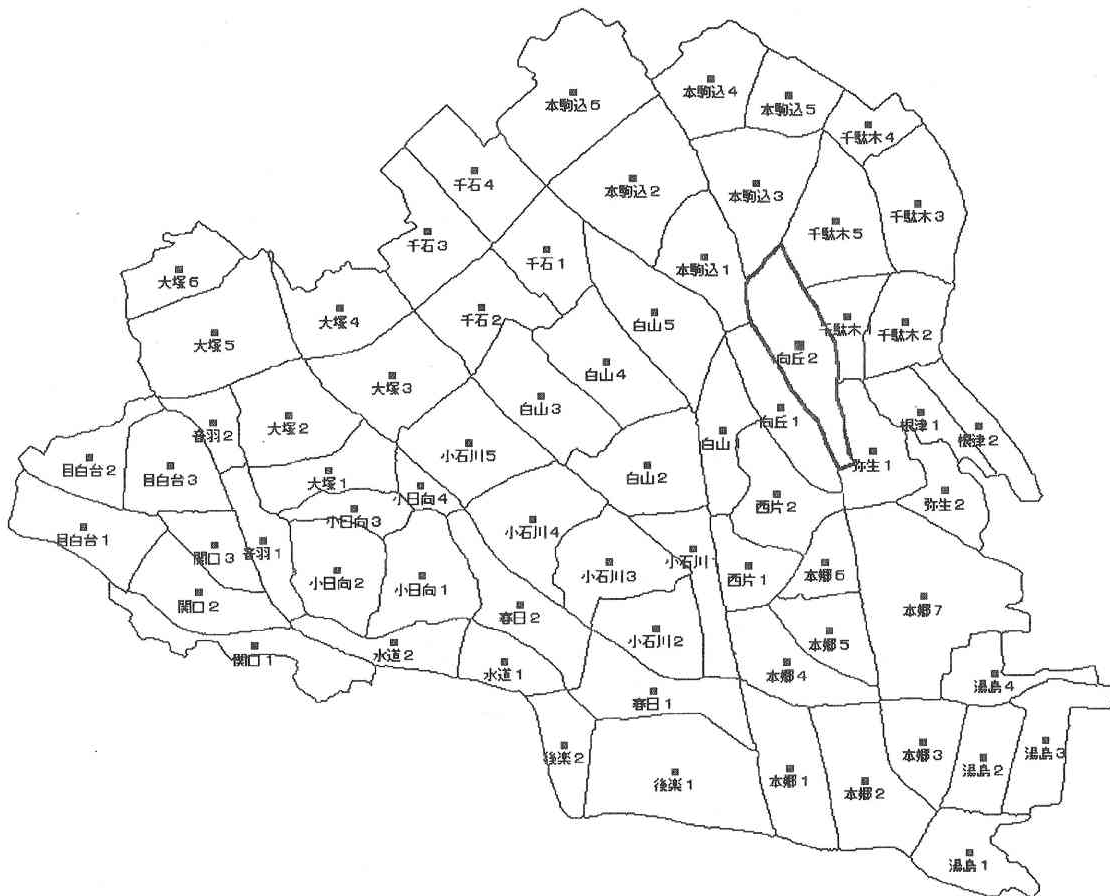 本駒込6
本駒込4
本駒込5
千駄木4
千石4
本駒込2
本駒込3
千駄木3
千石3
千石1
本駒込1
千駄木5
大塚6
大塚5
大塚4
千石2
白山5
千駄木1
千駄木2
向丘2
大塚3
白山4
白山3
向丘1
根津1
根津2
音羽2
大塚2
白山
小石川5
白山2
弥生1
目白台2
目白台3
大塚1
小日向4
西片2
弥生2
小日向3
小石川4
目白台1
関口3
音羽1
小石川1
小日向2
小日向1
小石川3
西片1
本郷6
本郷7
関口2
春日2
小石川2
本郷5
関口1
水道2
水道1
本郷4
湯島4
春日1
後楽2
後楽1
本郷1
本郷2
本郷3
湯島2
湯島3
湯島1